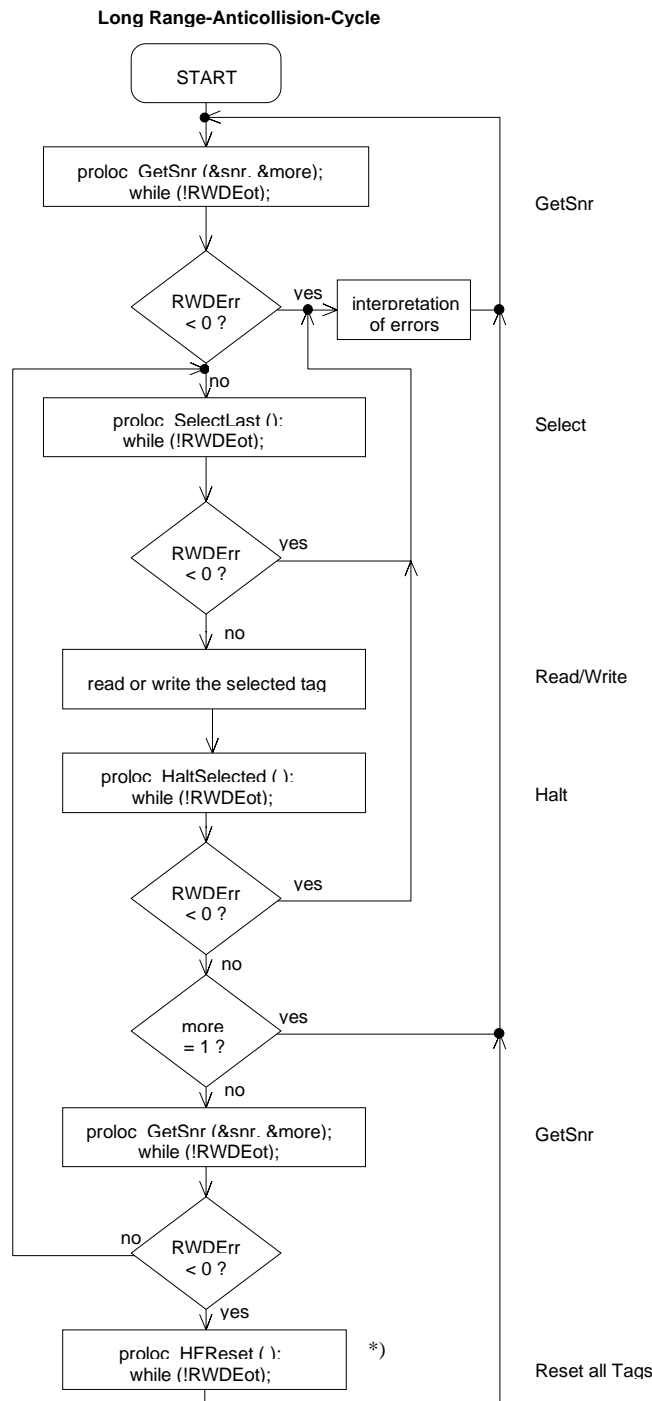 Long Range-Anticollision-Cycle
START
proloc_GetSnr (&snr, &more);
while (!RWDEot);
GetSnr
RWDErr
< 0 ?
yes
interpretation
of errors
no
proloc_SelectLast ();
while (!RWDEot);
Select
RWDErr
< 0 ?
yes
no
read or write the selected tag
Read/Write
proloc_HaltSelected ( );
while (!RWDEot);
Halt
RWDErr
< 0 ?
yes
no
more
= 1 ?
yes
no
proloc_GetSnr (&snr, &more);
while (!RWDEot);
GetSnr
no
RWDErr
< 0 ?
yes
proloc_HFReset ( );
while (!RWDEot);
*)
Reset all Tags